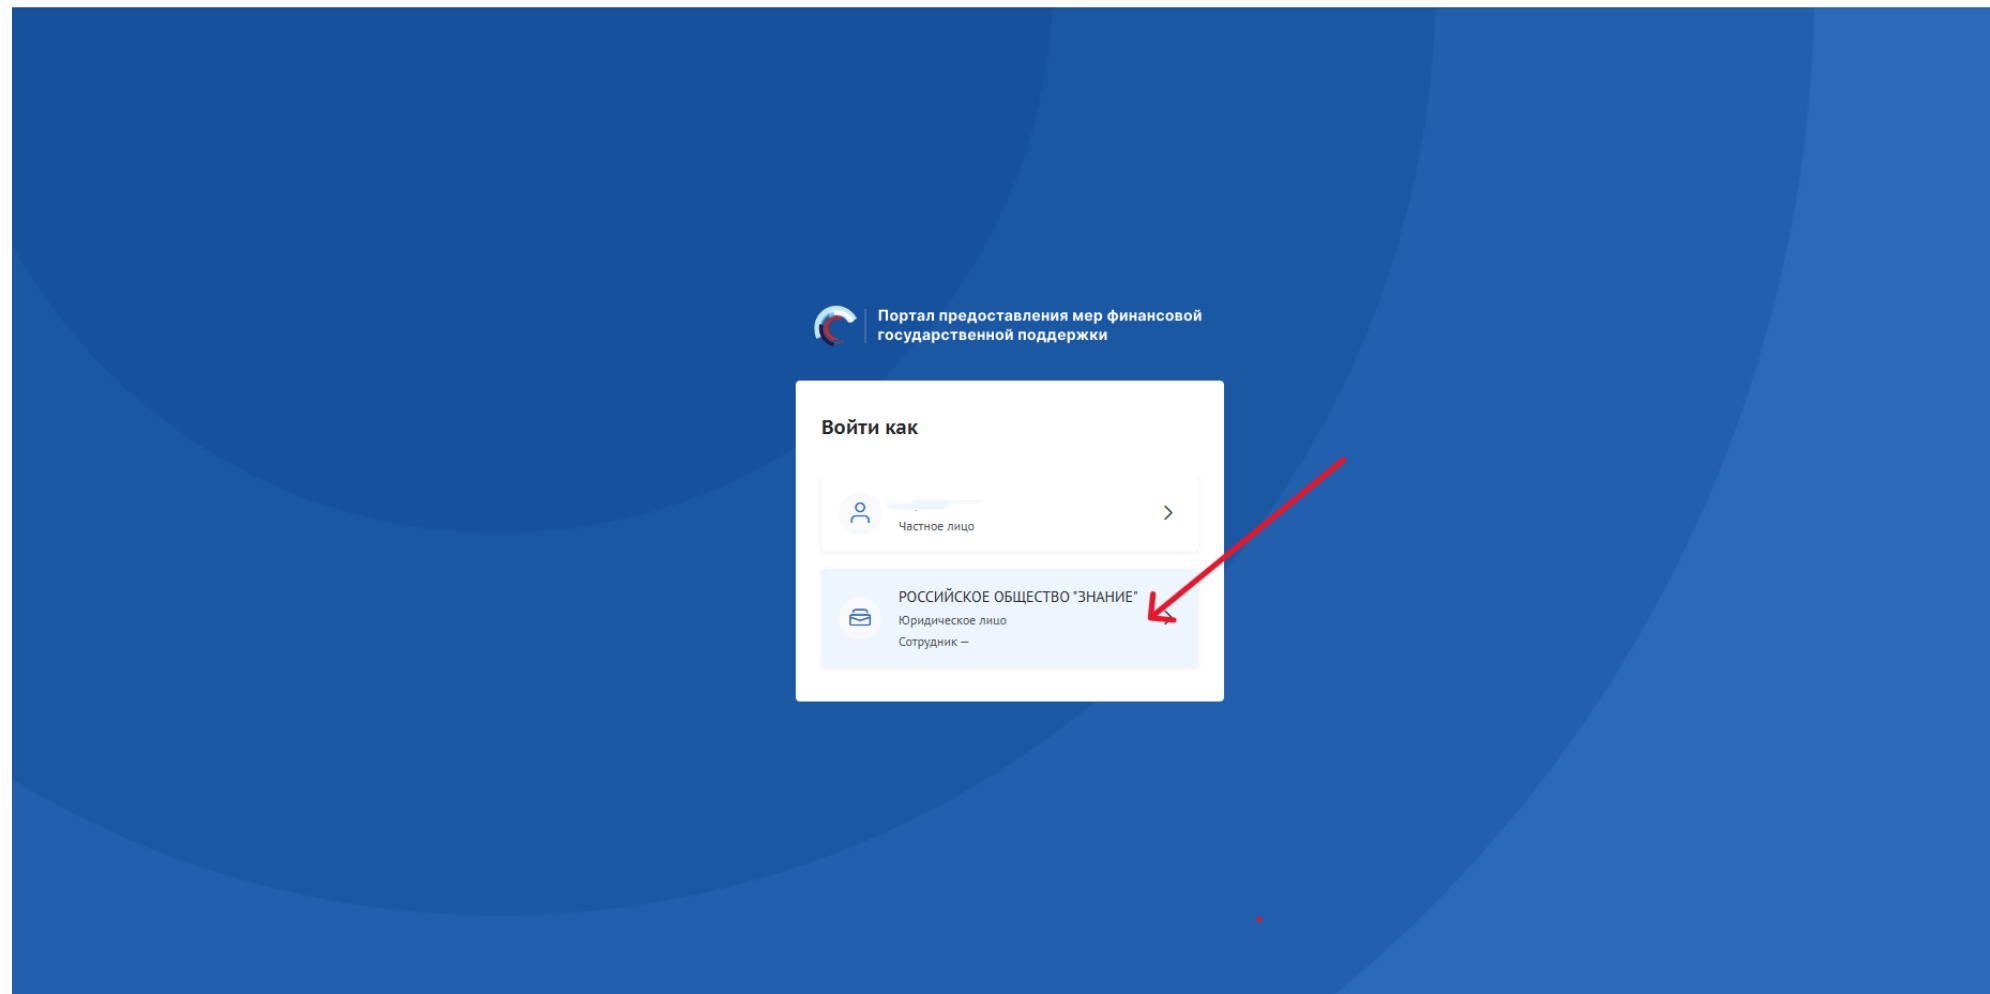 Портал предоставления мер финансовой
государственной поддержки
Войти как
Частное лицо
РОССИЙСКОЕ ОБЩЕСТВО "ЗНАНИЕ"
Юридическое лицо
Сотрудник —